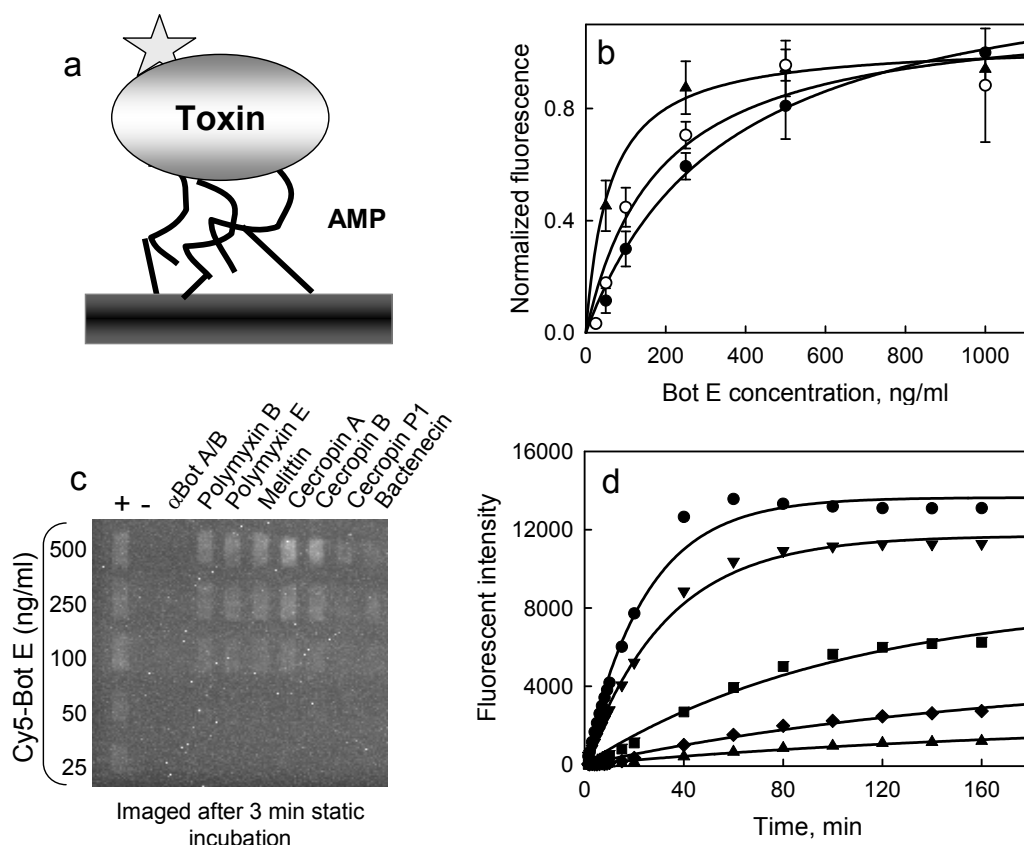 a
Toxin
AMP
b
Normalized fluorescence
0.8
0.4
0.0
0 200 400 600 800 1000
Bot E concentration, ng/ml
c
+
-
αBot A/B
Polymyxin B
Polymyxin E
Melittin
Cecropin A
Cecropin B
Cecropin P1
Bactenecin
Cy5-Bot E (ng/ml)
500
250
100
50
25
Imaged after 3 min static
incubation
d
Fluorescent intensity
16000
12000
8000
4000
0
0 40 80 120 160
Time, min